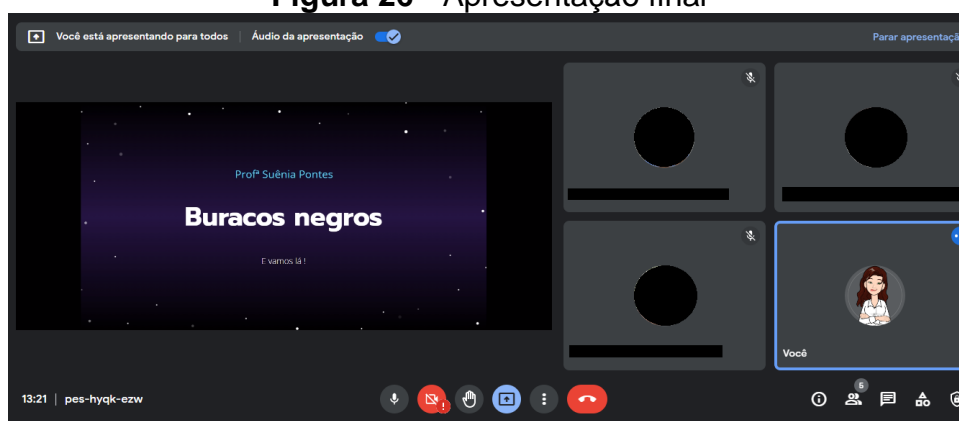 Figura 20 - Apresentação final
Você está apresentando para todos | Áudio da apresentação
Parar apresentaçã
Profª Suênia Pontes
Buracos negros
E vamos lá !
Você
13:21 | pes-hyqk-ezw
5